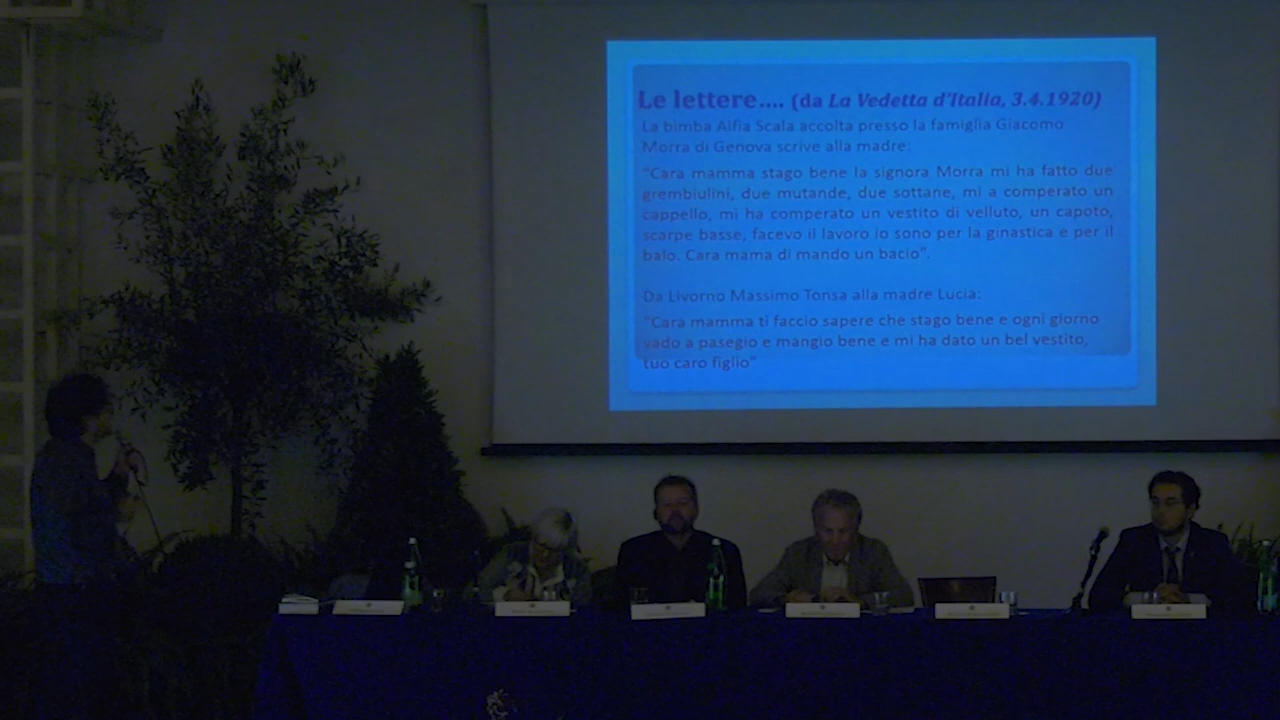 Le lettere.... (da La Vedetta d'Italia, 3.4.1920)
La bimba Alfia Scala accolta presso la famiglia Giacomo
Morra di Genova scrive alla madre:
"Cara mamma stago bene la signora Morra mi ha fatto due
grembiulini, due mutande, due sottane, mi a comperato un
cappello, mi ha comperato un vestito di velluto, un capoto,
scarpe basse, facevo il lavoro io sono per la ginastica e per il
balo. Cara mama di mando un bacio".
Da Livorno Massimo Tonsa alla madre Lucia:
"Cara mamma ti faccio sapere che stago bene e ogni giorno
vado a pasegio e mangio bene e mi ha dato un bel vestito,
tuo caro figlio"